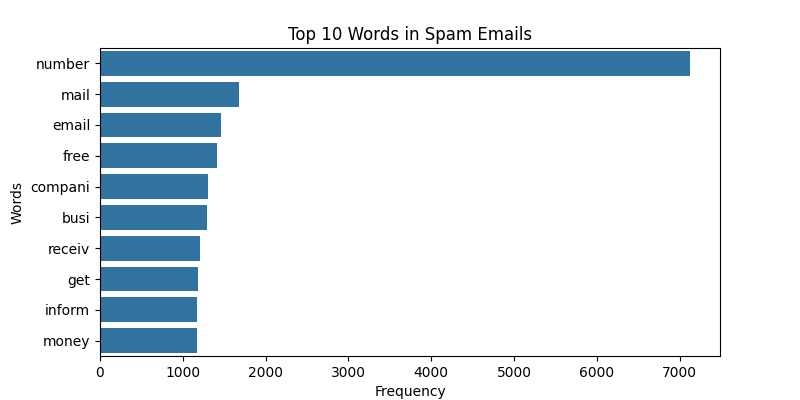 Top 10 Words in Spam Emails
number
mail
email
free
compani
busi
receiv
get
inform
money
Words
0 1000 2000 3000 4000 5000 6000 7000
Frequency